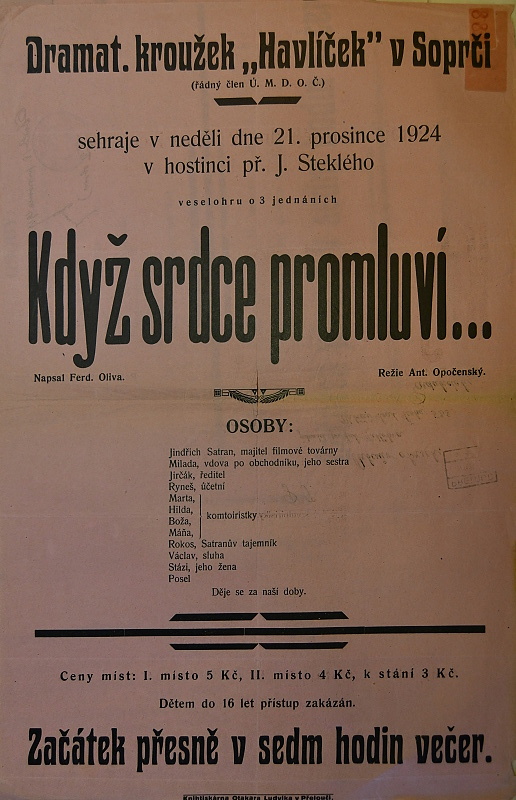 Dramat. kroužek „Havlíček” v Soprči
(řádný člen Ú. M. D. O. Č.)
sehraje v neděli dne 21. prosince 1924
v hostinci př. J. Steklého
veselohru o 3 jednáních
Když srdce promluví...
Napsal Ferd. Oliva.
Režie Ant. Opočenský.
OSOBY:
Jindřich Satran, majitel filmové továrny
Milada, vdova po obchodníku, jeho sestra
Jirčák, ředitel
Ryneš, účetní
Marta,
Hilda,
Boža,
Máňa,
komtoiristky
Rokos, Satranův tajemník
Václav, sluha
Stázi, jeho žena
Posel
Děje se za naší doby.
Ceny míst: I. místo 5 Kč, II. místo 4 Kč, k stání 3 Kč.
Dětem do 16 let přístup zakázán.
Začátek přesně v sedm hodin večer.
Knihtiskárna Otakara Ludvíka v Přelouči.